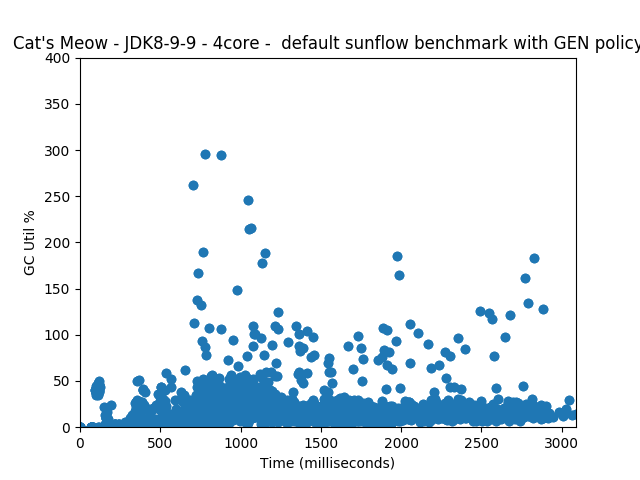 Cat's Meow - JDK8-9-9 - 4core -  default sunflow benchmark with GEN policy
400
350
300
250
200
150
100
50
0
GC Util %
0 500 1000 1500 2000 2500 3000
Time (milliseconds)